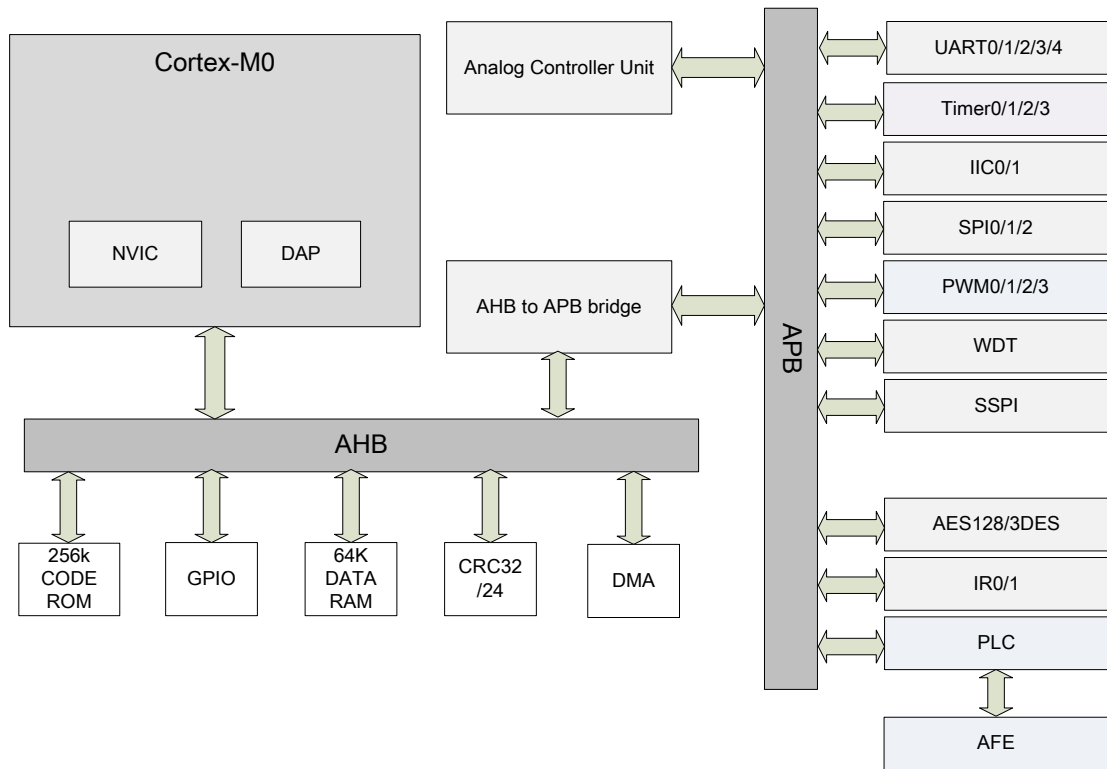 Cortex-M0
NVIC
DAP
Analog Controller Unit
AHB to APB bridge
AHB
256k
CODE
ROM
GPIO
64K
DATA
RAM
CRC32
/24
DMA
APB
UART0/1/2/3/4
Timer0/1/2/3
IIC0/1
SPI0/1/2
PWM0/1/2/3
WDT
SSPI
AES128/3DES
IR0/1
PLC
AFE